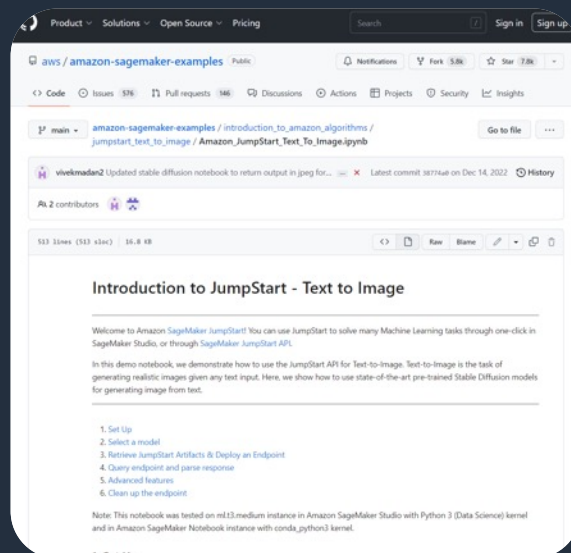 Product Solutions Open Source Pricing Search / Sign in Sign up
aws / amazon-sagemaker-examples Public Notifications Fork 5.8k Star 7.8k
Code Issues 576 Pull requests 146 Discussions Actions Projects Security Insights
main amazon-sagemaker-examples / introduction_to_amazon_algorithms / Go to file ...
jumpstart_text_to_image / Amazon_JumpStart_Text_To_Image.ipynb
vivekmadan2 Updated stable diffusion notebook to return output in jpeg for... ... Latest commit on Dec 14, 2022 History
2 contributors
513 lines (513 sloc) 16.8 KB <> Raw Blame
Introduction to JumpStart - Text to Image
Welcome to Amazon SageMaker JumpStart! You can use JumpStart to solve many Machine Learning tasks through one-click in
SageMaker Studio, or through SageMaker JumpStart API.
In this demo notebook, we demonstrate how to use the JumpStart API for Text-to-Image. Text-to-Image is the task of
generating realistic images given any text input. Here, we show how to use state-of-the-art pre-trained Stable Diffusion models
for generating image from text.
1. Set Up
2. Select a model
3. Retrieve JumpStart Artifacts & Deploy an Endpoint
4. Query endpoint and parse response
5. Advanced features
6. Clean up the endpoint
Note: This notebook was tested on ml.t3.medium instance in Amazon SageMaker Studio with Python 3 (Data Science) kernel
and in Amazon SageMaker Notebook instance with conda_python3 kernel.